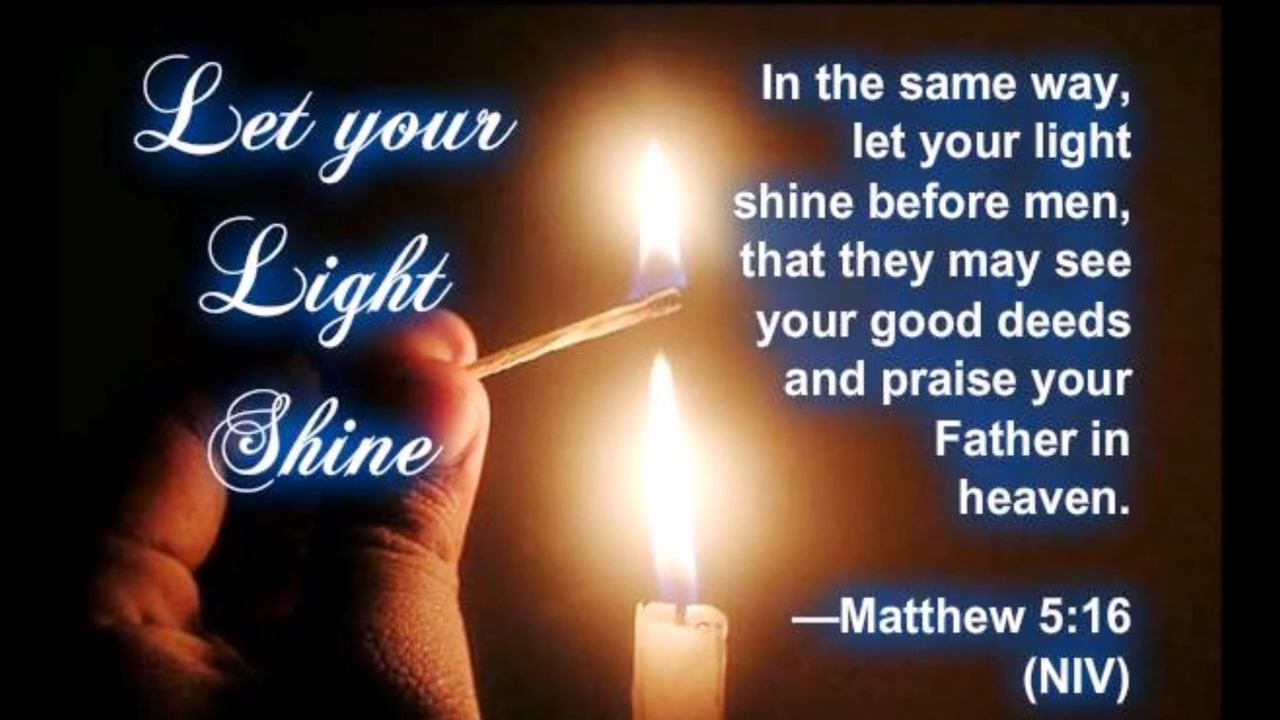 Let your
Light
Shine
In the same way,
let your light
shine before men,
that they may see
your good deeds
and praise your
Father in
heaven.
—Matthew 5:16
(NIV)